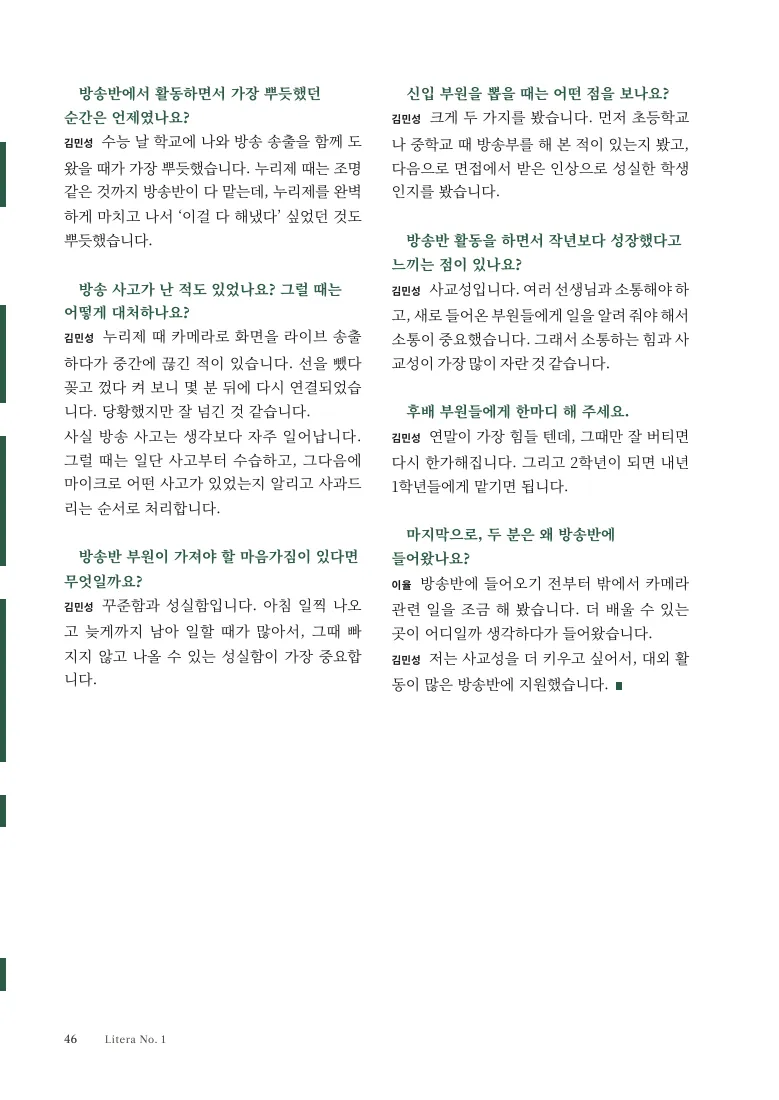 방송반에서 활동하면서 가장 뿌듯했던
순간은 언제였나요?
김민성 수능 날 학교에 나와 방송 송출을 함께 도
왔을 때가 가장 뿌듯했습니다. 누리제 때는 조명
같은 것까지 방송반이 다 맡는데, 누리제를 완벽
하게 마치고 나서 ‘이걸 다 해냈다’ 싶었던 것도
뿌듯했습니다.
방송 사고가 난 적도 있었나요? 그럴 때는
어떻게 대처하나요?
김민성 누리제 때 카메라로 화면을 라이브 송출
하다가 중간에 끊긴 적이 있습니다. 선을 뺐다
꽂고 껐다 켜 보니 몇 분 뒤에 다시 연결되었습
니다. 당황했지만 잘 넘긴 것 같습니다.
사실 방송 사고는 생각보다 자주 일어납니다.
그럴 때는 일단 사고부터 수습하고, 그다음에
마이크로 어떤 사고가 있었는지 알리고 사과드
리는 순서로 처리합니다.
방송반 부원이 가져야 할 마음가짐이 있다면
무엇일까요?
김민성 꾸준함과 성실함입니다. 아침 일찍 나오
고 늦게까지 남아 일할 때가 많아서, 그때 빠
지지 않고 나올 수 있는 성실함이 가장 중요합
니다.
신입 부원을 뽑을 때는 어떤 점을 보나요?
김민성 크게 두 가지를 봤습니다. 먼저 초등학교
나 중학교 때 방송부를 해 본 적이 있는지 봤고,
다음으로 면접에서 받은 인상으로 성실한 학생
인지를 봤습니다.
방송반 활동을 하면서 작년보다 성장했다고
느끼는 점이 있나요?
김민성 사교성입니다. 여러 선생님과 소통해야 하
고, 새로 들어온 부원들에게 일을 알려 줘야 해서
소통이 중요했습니다. 그래서 소통하는 힘과 사
교성이 가장 많이 자란 것 같습니다.
후배 부원들에게 한마디 해 주세요.
김민성 연말이 가장 힘들 텐데, 그때만 잘 버티면
다시 한가해집니다. 그리고 2학년이 되면 내년
1학년들에게 맡기면 됩니다.
마지막으로, 두 분은 왜 방송반에
들어왔나요?
이율 방송반에 들어오기 전부터 밖에서 카메라
관련 일을 조금 해 봤습니다. 더 배울 수 있는
곳이 어디일까 생각하다가 들어왔습니다.
김민성 저는 사교성을 더 키우고 싶어서, 대외 활
동이 많은 방송반에 지원했습니다.
46 Litera No. 1